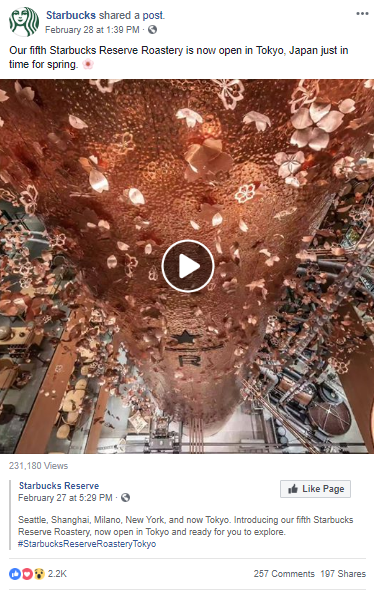 Starbucks shared a post.
February 28 at 1:39 PM ·
Our fifth Starbucks Reserve Roastery is now open in Tokyo, Japan just in
time for spring. 🌸
R
231,180 Views
Starbucks Reserve
February 27 at 5:29 PM ·
Like Page
Seattle, Shanghai, Milano, New York, and now Tokyo. Introducing our fifth Starbucks
Reserve Roastery, now open in Tokyo and ready for you to explore.
#StarbucksReserveRoasteryTokyo
2.2K
257 Comments 197 Shares